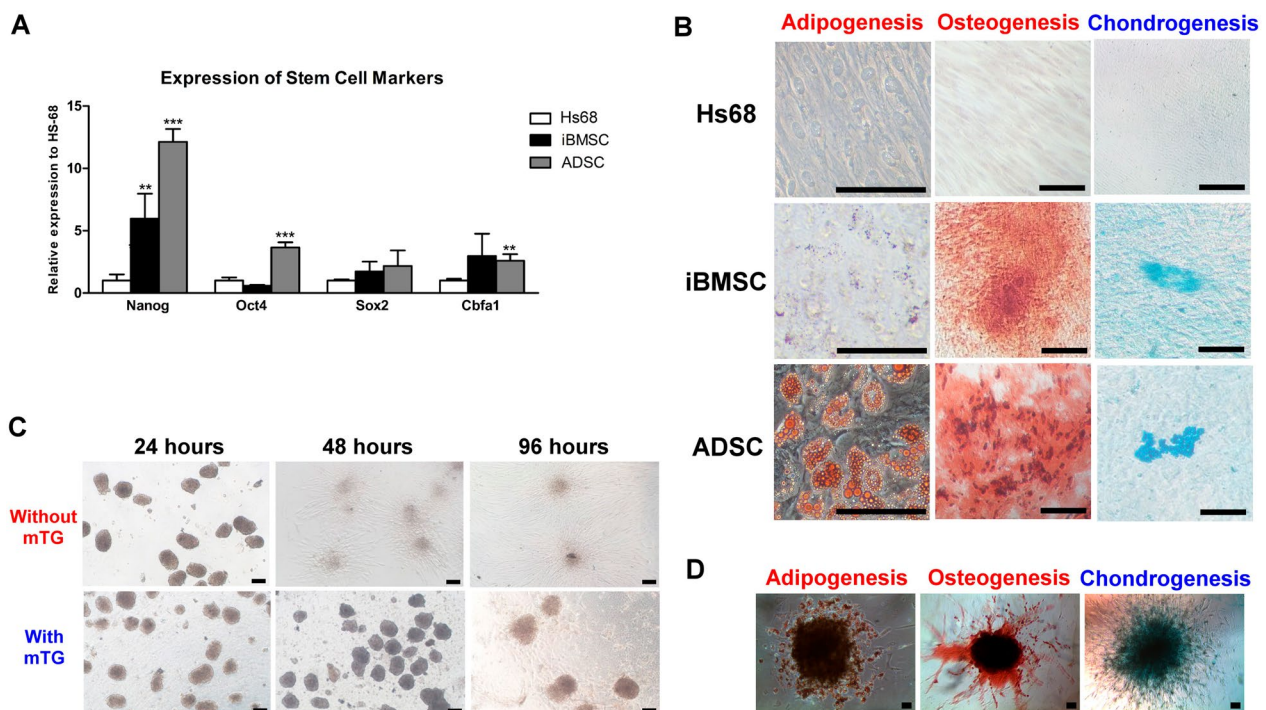 A
Expression of Stem Cell Markers
Relative expression to HS-68
15
10
5
0
**
***
***
**
Nanog
Oct4
Sox2
Cbfa1
Hs68
iBMSC
ADSC
B
Adipogenesis Osteogenesis Chondrogenesis
Hs68
iBMSC
ADSC
C
24 hours 48 hours 96 hours
Without
mTG
With
mTG
D
Adipogenesis Osteogenesis Chondrogenesis